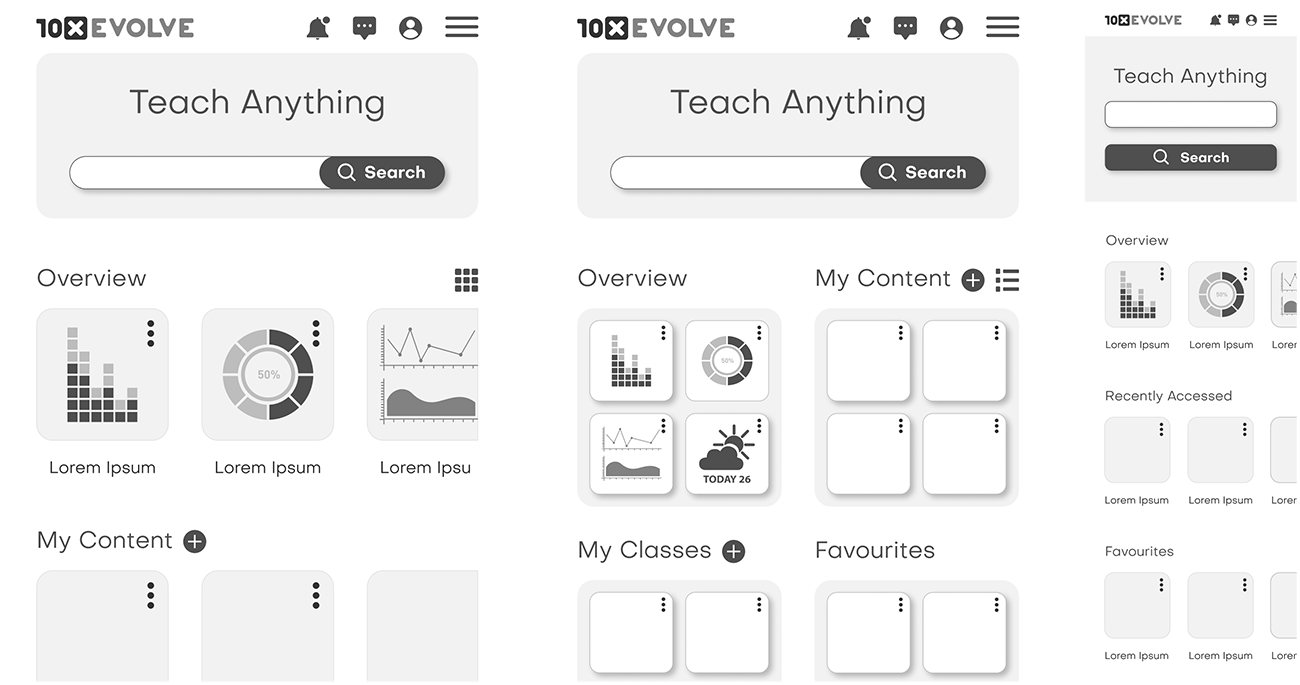 10XEVOLVE
Teach Anything
Search
Overview
50%
Lorem Ipsum
Lorem Ipsum
Lorem Ipsu
My Content
10XEVOLVE
Teach Anything
Search
Overview
My Content
50%
TODAY 26
My Classes
Favourites
10XEVOLVE
Teach Anything
Search
Overview
50%
Lorem Ipsum
Lorem Ipsum
Lorer
Recently Accessed
Lorem Ipsum
Lorem Ipsum
Lorer
Favourites
Lorem Ipsum
Lorem Ipsum
Lorer